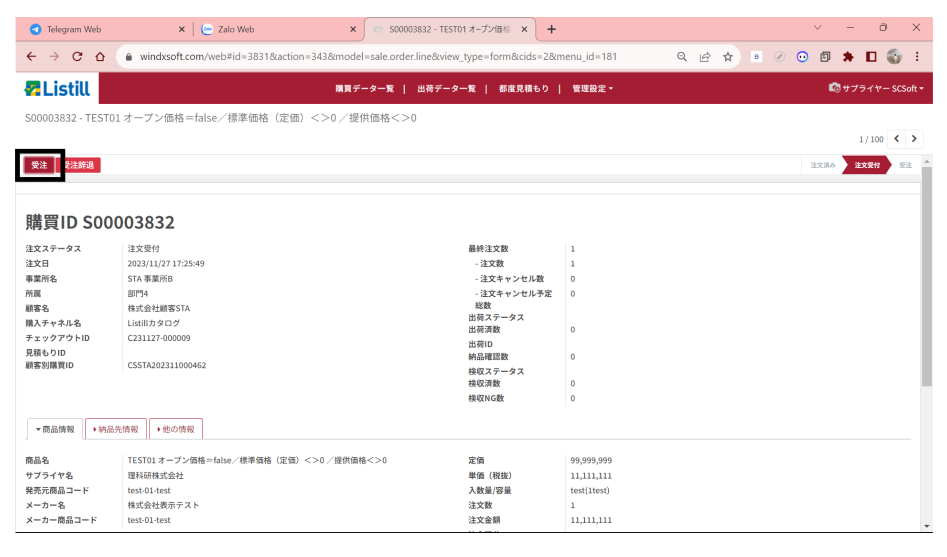 Telegram Web
Zalo Web
S00003832 - TEST01 オープン価格
windxsoft.com/web#id=3831&action=343&model=sale.order.line&view_type=form&cids=2&menu_id=181
Listill
購買データ一覧 | 出荷データ一覧 | 都度見積もり | 管理設定
サプライヤー SCSoft
S00003832 - TEST01 オープン価格＝false／標準価格（定価）＜＞0／提供価格＜＞0
1 / 100
受注
受注辞退
注文済み
注文受付
受注
購買ID S00003832
注文ステータス 注文受付
注文日 2023/11/27 17:25:49
事業所名 STA 事業所B
所属 部門4
顧客名 株式会社顧客STA
購入チャネル名 Listillカタログ
チェックアウトID C231127-000009
見積もりID
顧客別購買ID CSSTA202311000462
最終注文数 1
- 注文数 1
- 注文キャンセル数 0
- 注文キャンセル予定総数 0
出荷ステータス
出荷済数 0
出荷ID
納品確認数 0
検収ステータス
検収済数 0
検収NG数 0
商品情報
納品先情報
他の情報
商品名 TEST01 オープン価格＝false／標準価格（定価）＜＞0／提供価格＜＞0
サプライヤ名 理科研株式会社
発売元商品コード test-01-test
メーカー名 株式会社表示テスト
メーカー商品コード test-01-test
定価 99,999,999
単価（税抜） 11,111,111
入数量/容量 test(1test)
注文数 1
注文金額 11,111,111